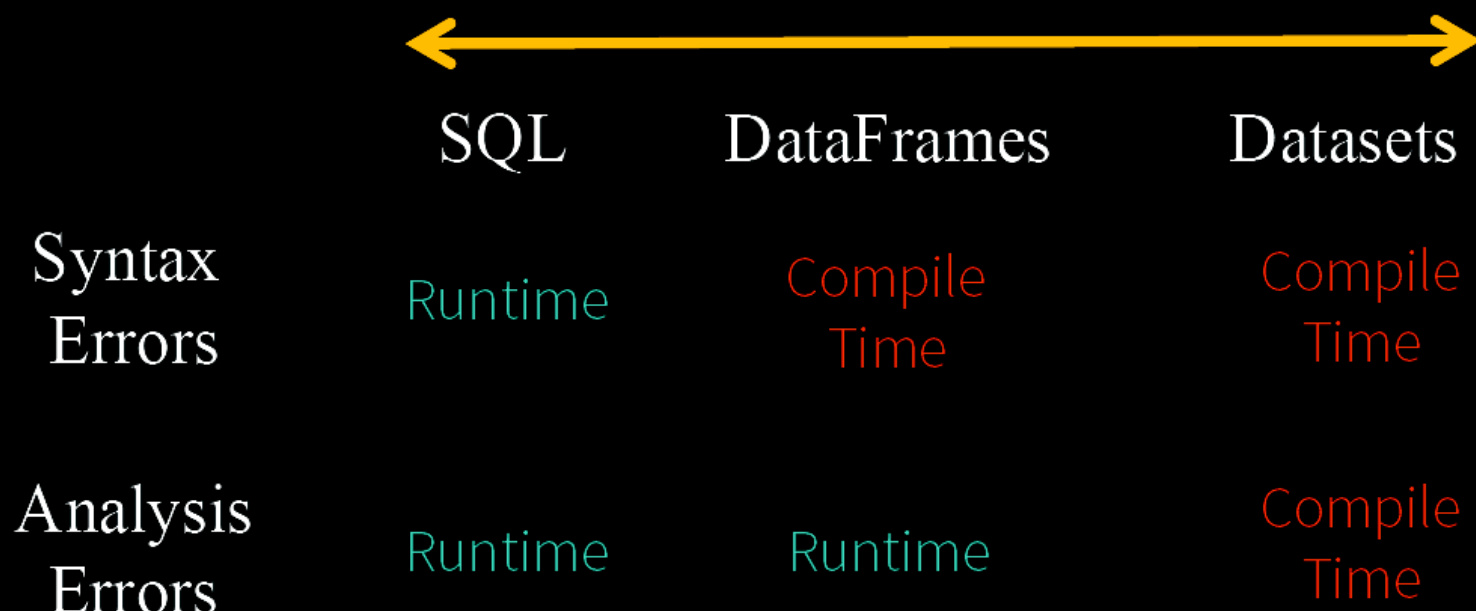 SQL DataFrames Datasets
Syntax
Errors
Runtime
Compile
Time
Compile
Time
Analysis
Errors
Runtime
Runtime
Compile
Time